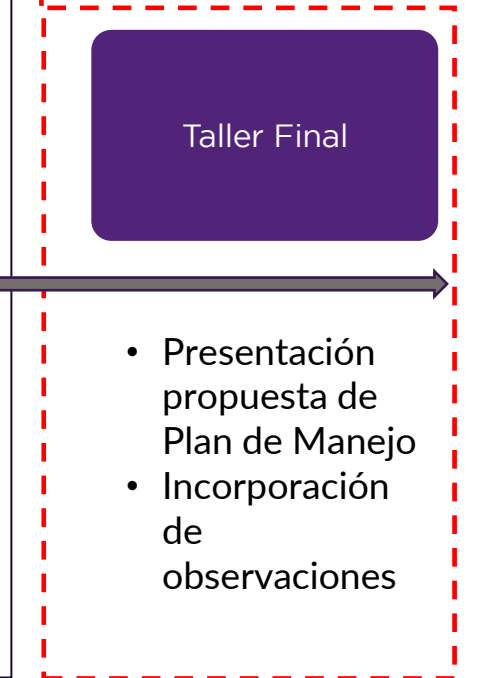 Taller Final
• Presentación
propuesta de
Plan de Manejo
• Incorporación
de
observaciones